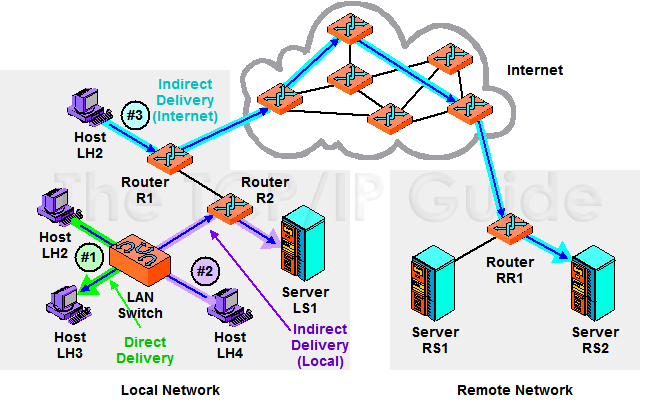 Indirect
Delivery
(Internet)
Internet
#3
Host
LH2
Router
R1
Router
R2
The TCP/IP Guide
Host
LH2
#1
#2
LAN
Switch
Server
LS1
Router
RR1
Host
LH3
Direct
Delivery
Host
LH4
Indirect
Delivery
(Local)
Server
RS1
Server
RS2
Local Network
Remote Network